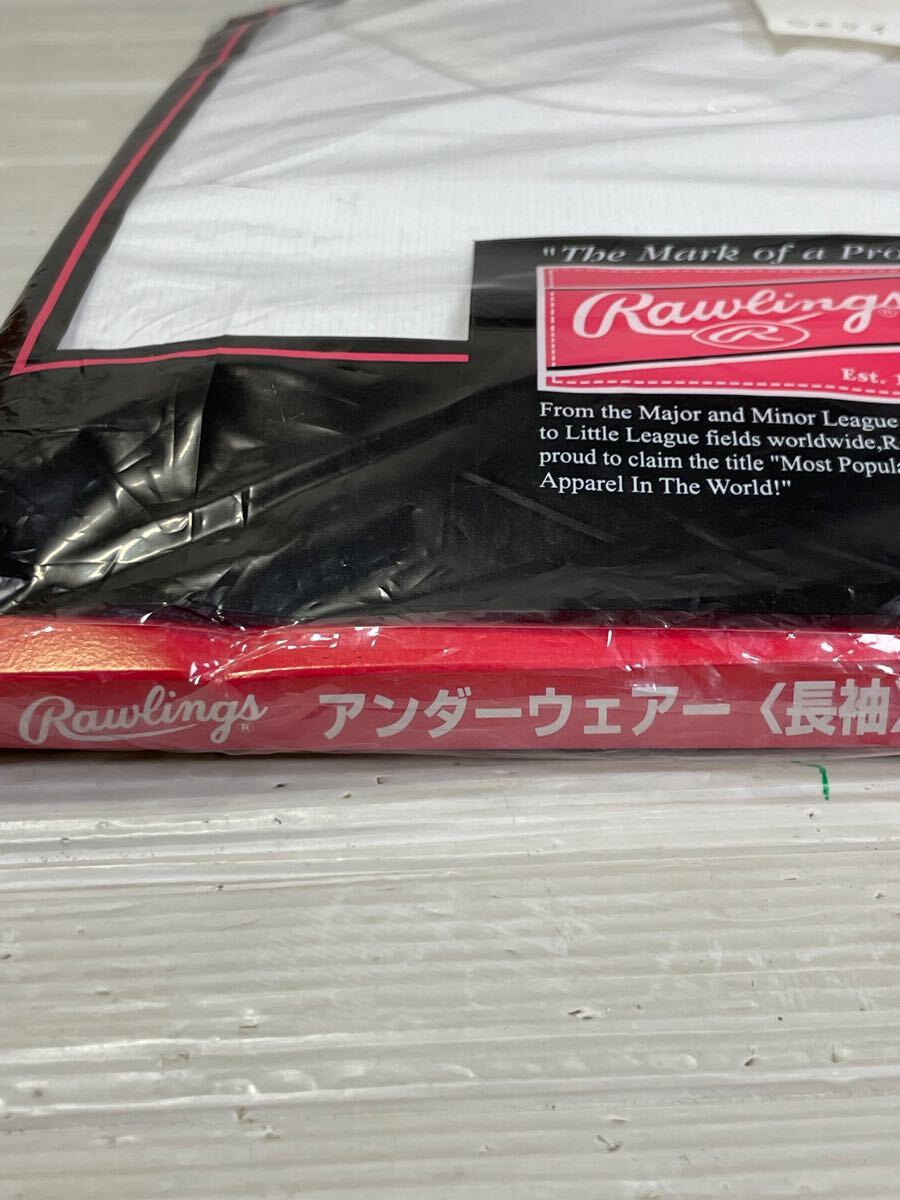 "The Mark of a Pro
Rawlings®
R
Est. 1
From the Major and Minor League
to Little League fields worldwide,R
proud to claim the title "Most Popula
Apparel In The World!"
Rawlings® アンダーウェアー〈長袖〉